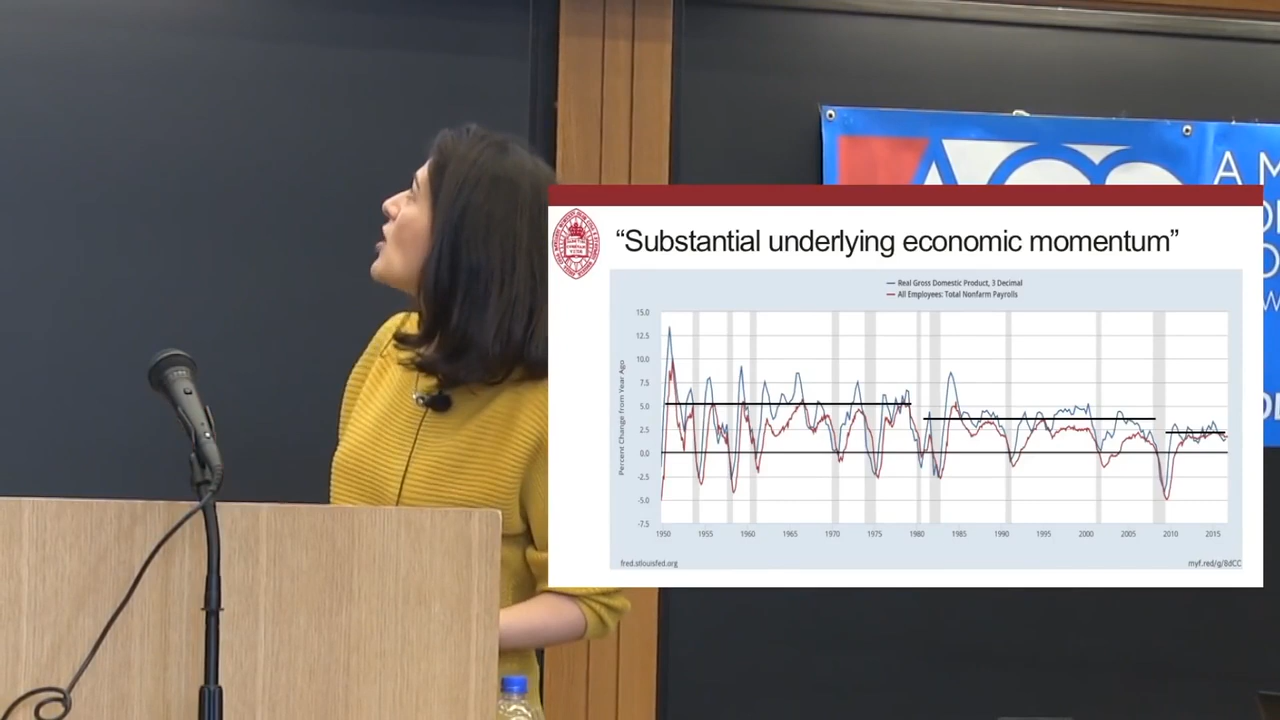 A M
“Substantial underlying economic momentum”
Real Gross Domestic Product, 3 Decimal
All Employees: Total Nonfarm Payrolls
Percent Change from Year Ago
15.0
12.5
10.0
7.5
5.0
2.5
0.0
-2.5
-5.0
-7.5
1950 1955 1960 1965 1970 1975 1980 1985 1990 1995 2000 2005 2010 2015
fred.stlouisfed.org
myf.red/g/8dCC